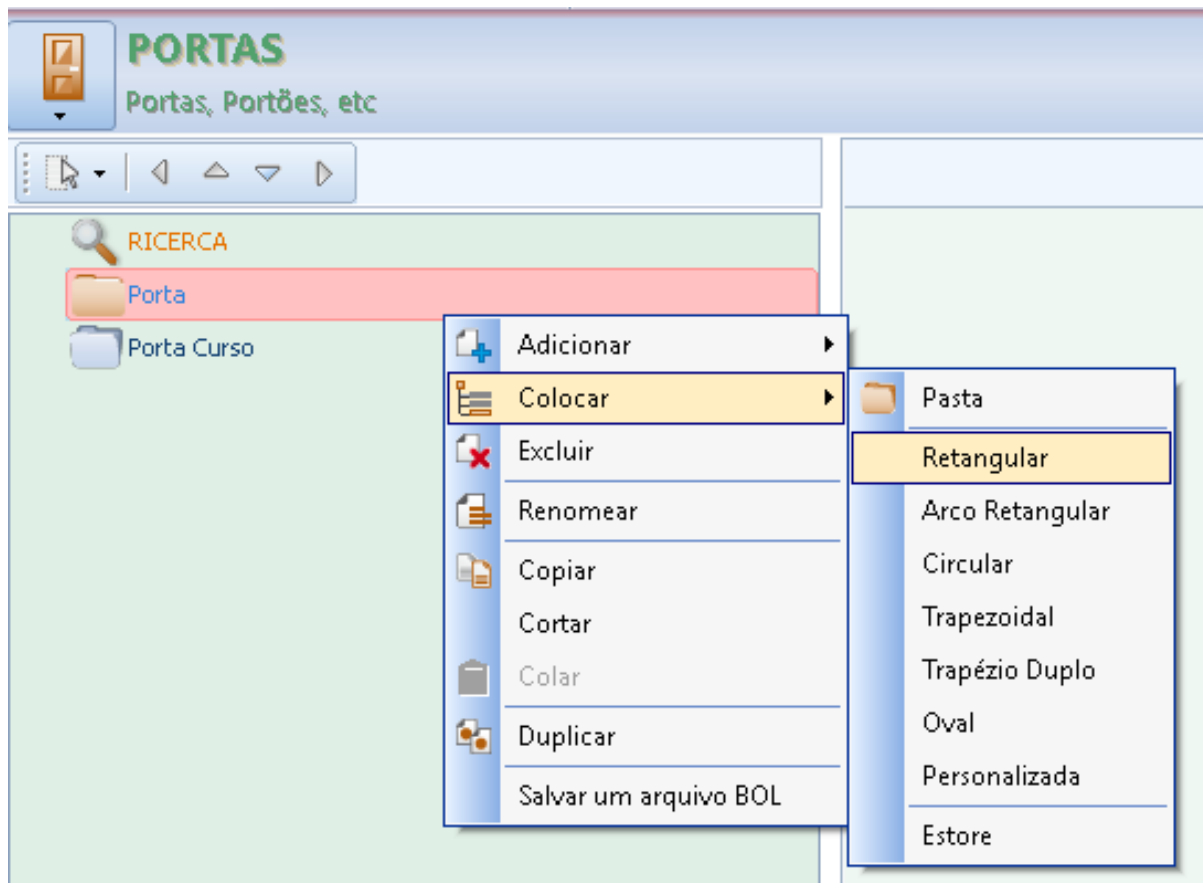 PORTAS
Portas, Portões, etc
RICERCA
Porta
Porta Curso
Adicionar
Colocar
Excluir
Renomear
Copiar
Cortar
Colar
Duplicar
Salvar um arquivo BOL
Pasta
Retangular
Arco Retangular
Circular
Trapezoidal
Trapézio Duplo
Oval
Personalizada
Estore